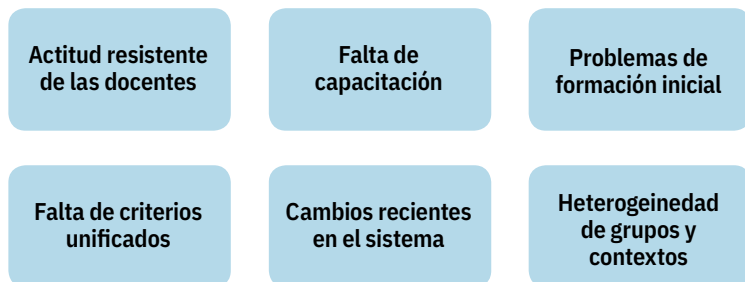 Actitud resistente
de las docentes
Falta de
capacitación
Problemas de
formación inicial
Falta de criterios
unificados
Cambios recientes
en el sistema
Heterogeinedad
de grupos y
contextos